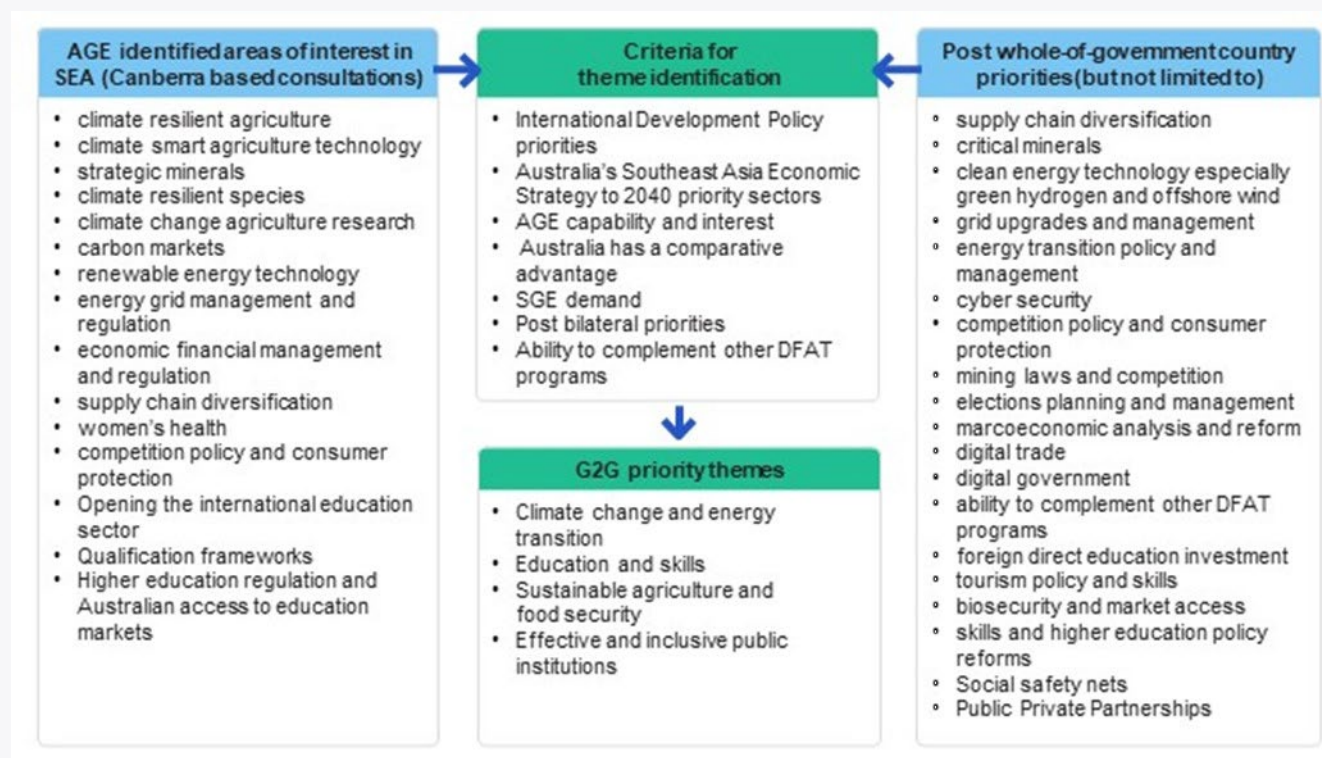 AGE identified areas of interest in
SEA (Canberra based consultations)
• climate resilient agriculture
• climate smart agriculture technology
• strategic minerals
• climate resilient species
• climate change agriculture research
• carbon markets
• renewable energy technology
• energy grid management and
regulation
• economic financial management
and regulation
• supply chain diversification
• women's health
• competition policy and consumer
protection
• Opening the international education
sector
• Qualification frameworks
• Higher education regulation and
Australian access to education
markets
Criteria for
theme identification
• International Development Policy
priorities
• Australia's Southeast Asia Economic
Strategy to 2040 priority sectors
• AGE capability and interest
• Australia has a comparative
advantage
• SGE demand
• Post bilateral priorities
• Ability to complement other DFAT
programs
G2G priority themes
• Climate change and energy
transition
• Education and skills
• Sustainable agriculture and
food security
• Effective and inclusive public
institutions
Post whole-of-government country
priorities (but not limited to)
• supply chain diversification
• critical minerals
• clean energy technology especially
green hydrogen and offshore wind
• grid upgrades and management
• energy transition policy and
management
• cyber security
• competition policy and consumer
protection
• mining laws and competition
• elections planning and management
• marcoeconomic analysis and reform
• digital trade
• digital government
• ability to complement other DFAT
programs
• foreign direct education investment
• tourism policy and skills
• biosecurity and market access
• skills and higher education policy
reforms
• Social safety nets
• Public Private Partnerships